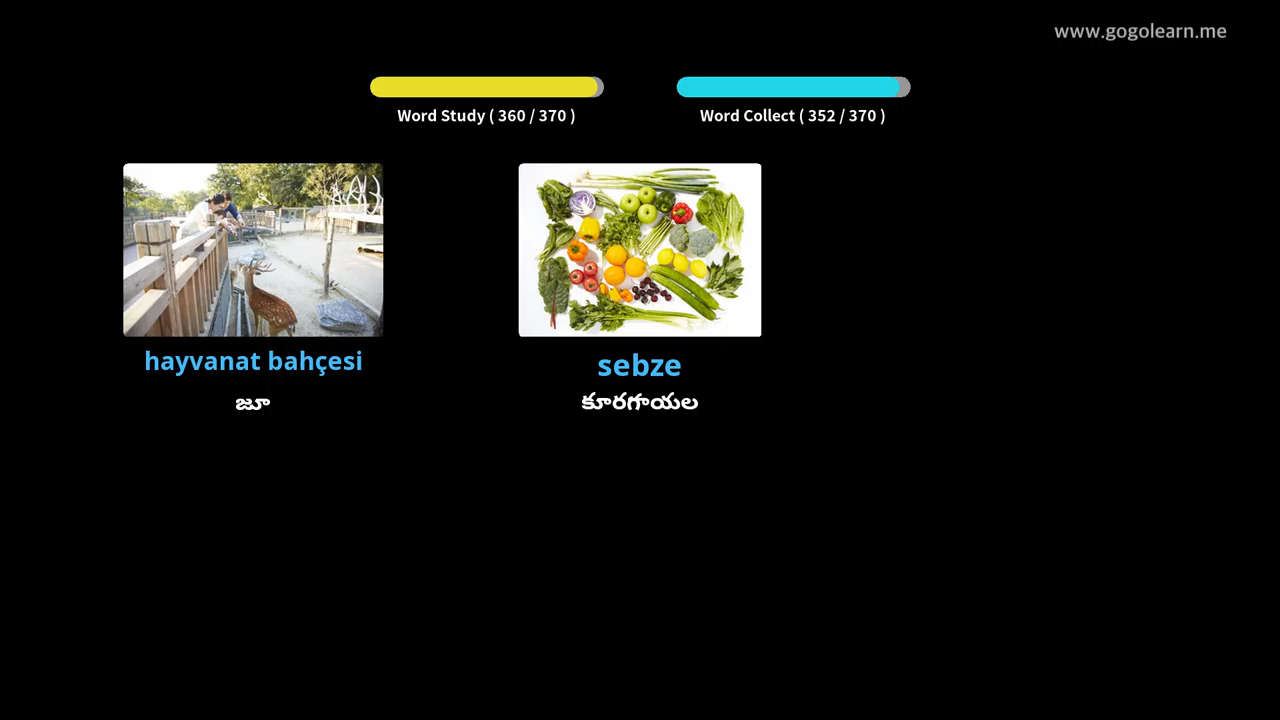 www.gogolearn.me
Word Study ( 360 / 370 )
Word Collect ( 352 / 370 )
hayvanat bahçesi
జూ
sebze
కూరగాయల